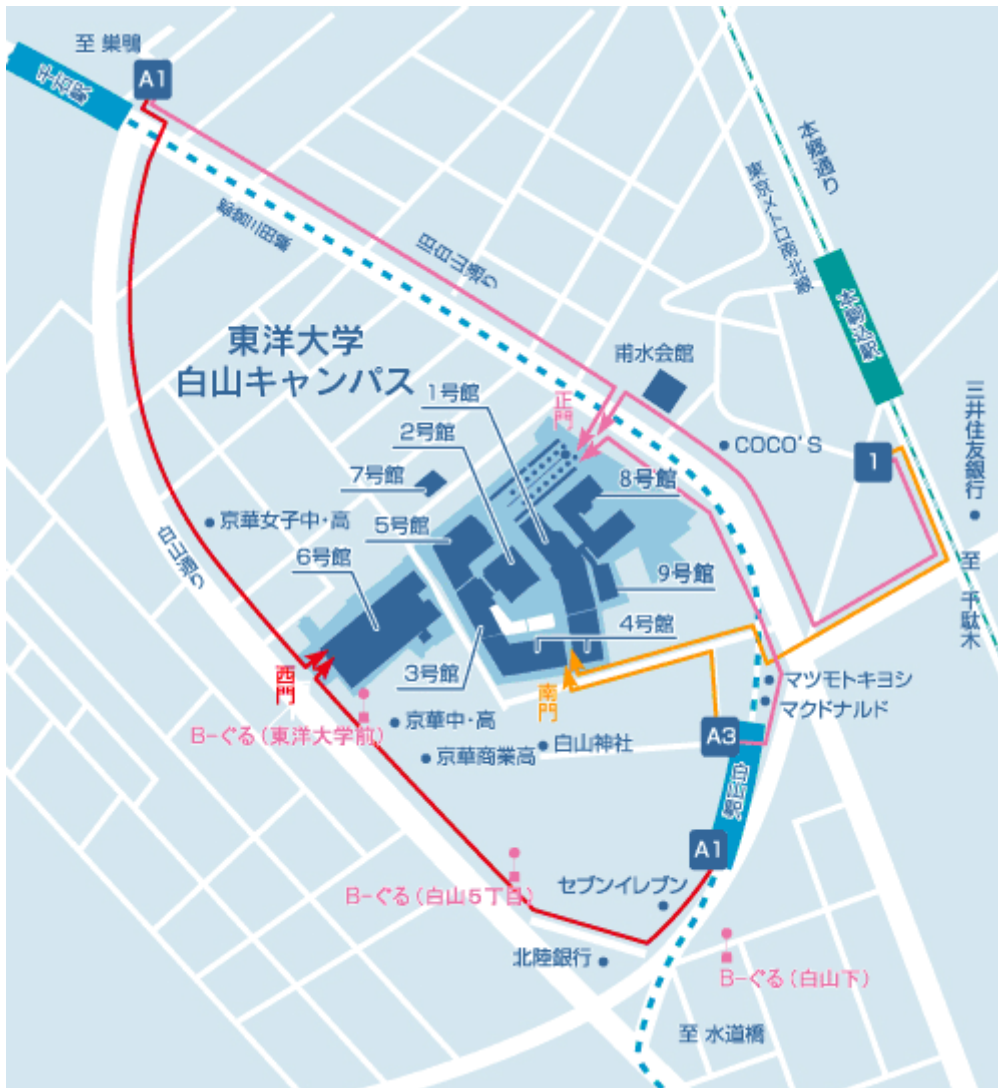 至 巣鴨
A1
千石駅
本郷通り
東京メトロ南北線
旧白山通り
本駒込駅
東洋大学
白山キャンパス
甫水会館
1号館
正門
三井住友銀行
2号館
COCO'S
1
7号館
8号館
京華女子中・高
5号館
白山通り
6号館
9号館
至 千駄木
4号館
3号館
西門
南門
マツモトキヨシ
マクドナルド
B-ぐる(東洋大学前)
京華中・高
白山神社
A3
京華商業高
白山駅
A1
B-ぐる(白山5丁目)
セブンイレブン
北陸銀行
B-ぐる(白山下)
至 水道橋